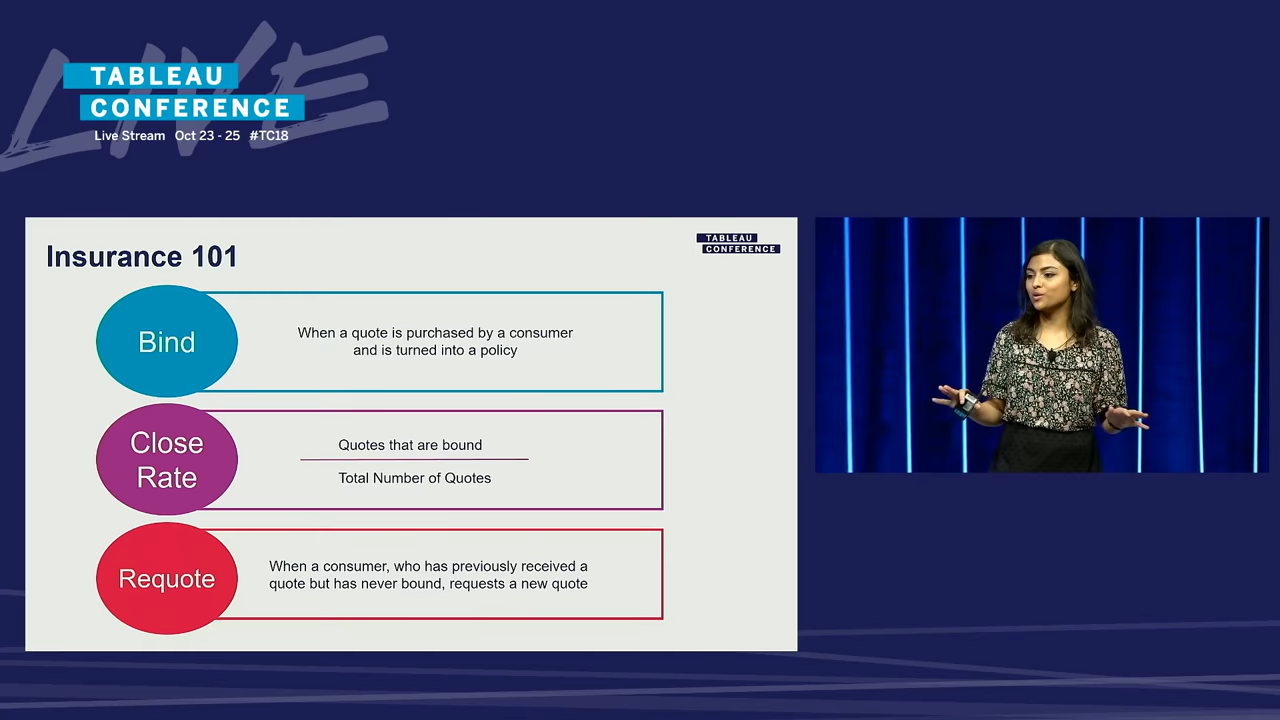 LIVE
TABLEAU
CONFERENCE
Live Stream Oct 23 - 25 #TC18
Insurance 101
TABLEAU
CONFERENCE
Bind
When a quote is purchased by a consumer
and is turned into a policy
Close
Rate
Quotes that are bound
Total Number of Quotes
Requote
When a consumer, who has previously received a
quote but has never bound, requests a new quote